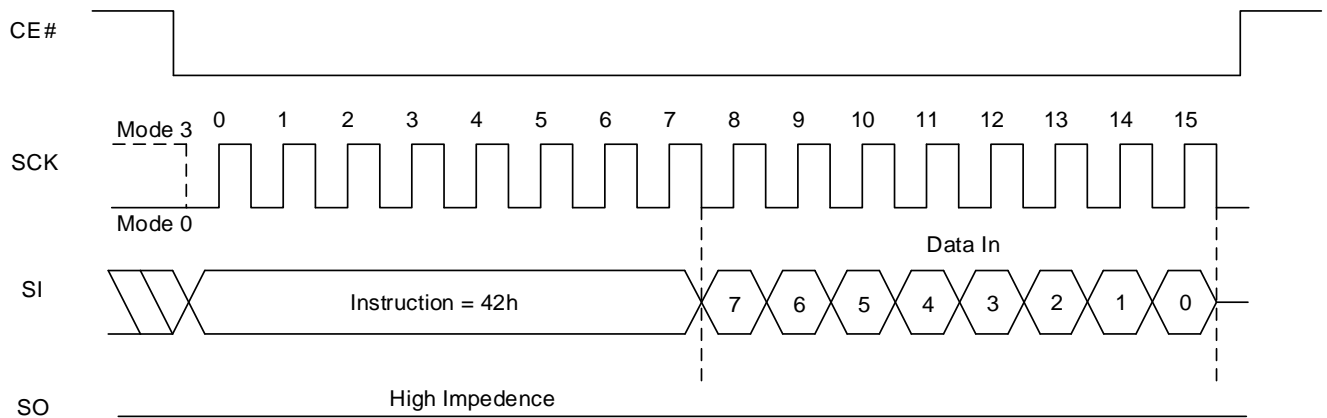 CE#
0 1 2 3 4 5 6 7 8 9 10 11 12 13 14 15
Mode 3
SCK
Mode 0
Data In
SI
Instruction = 42h
7 6 5 4 3 2 1 0
High Impedence
SO